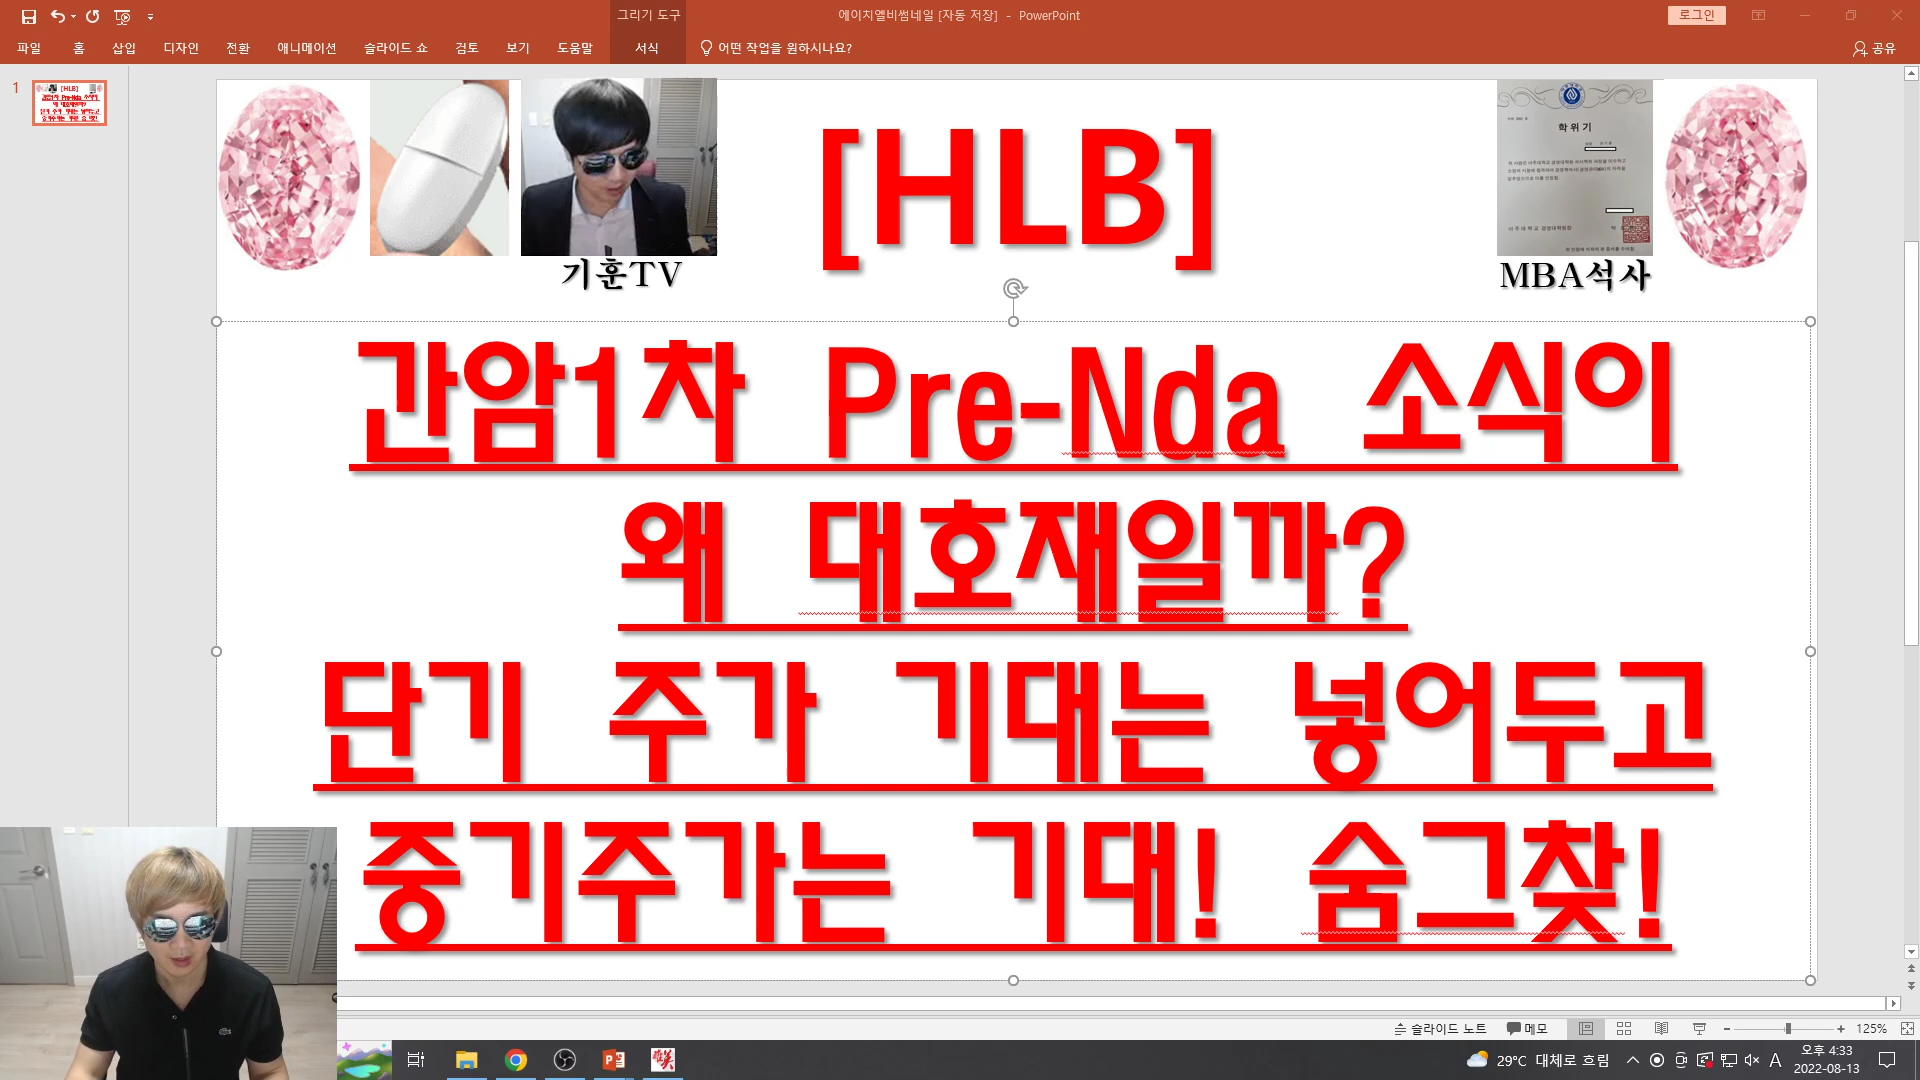 그리기 도구
에이치엘비썸네일 [자동 저장] - PowerPoint
로그인
파일 홈 삽입 디자인 전환 애니메이션 슬라이드 쇼 검토 보기 도움말 서식 어떤 작업을 원하시나요? 공유
1
[HLB]
학 위 기
기훈TV
MBA석사
간암1차 Pre-Nda 소식이
왜 대호재일까?
단기 주가 기대는 넣어두고
중기주가는 기대! 숨그찾!
슬라이드 노트 메모 125%
29°C 대체로 흐림 A 오후 4:33
2022-08-13